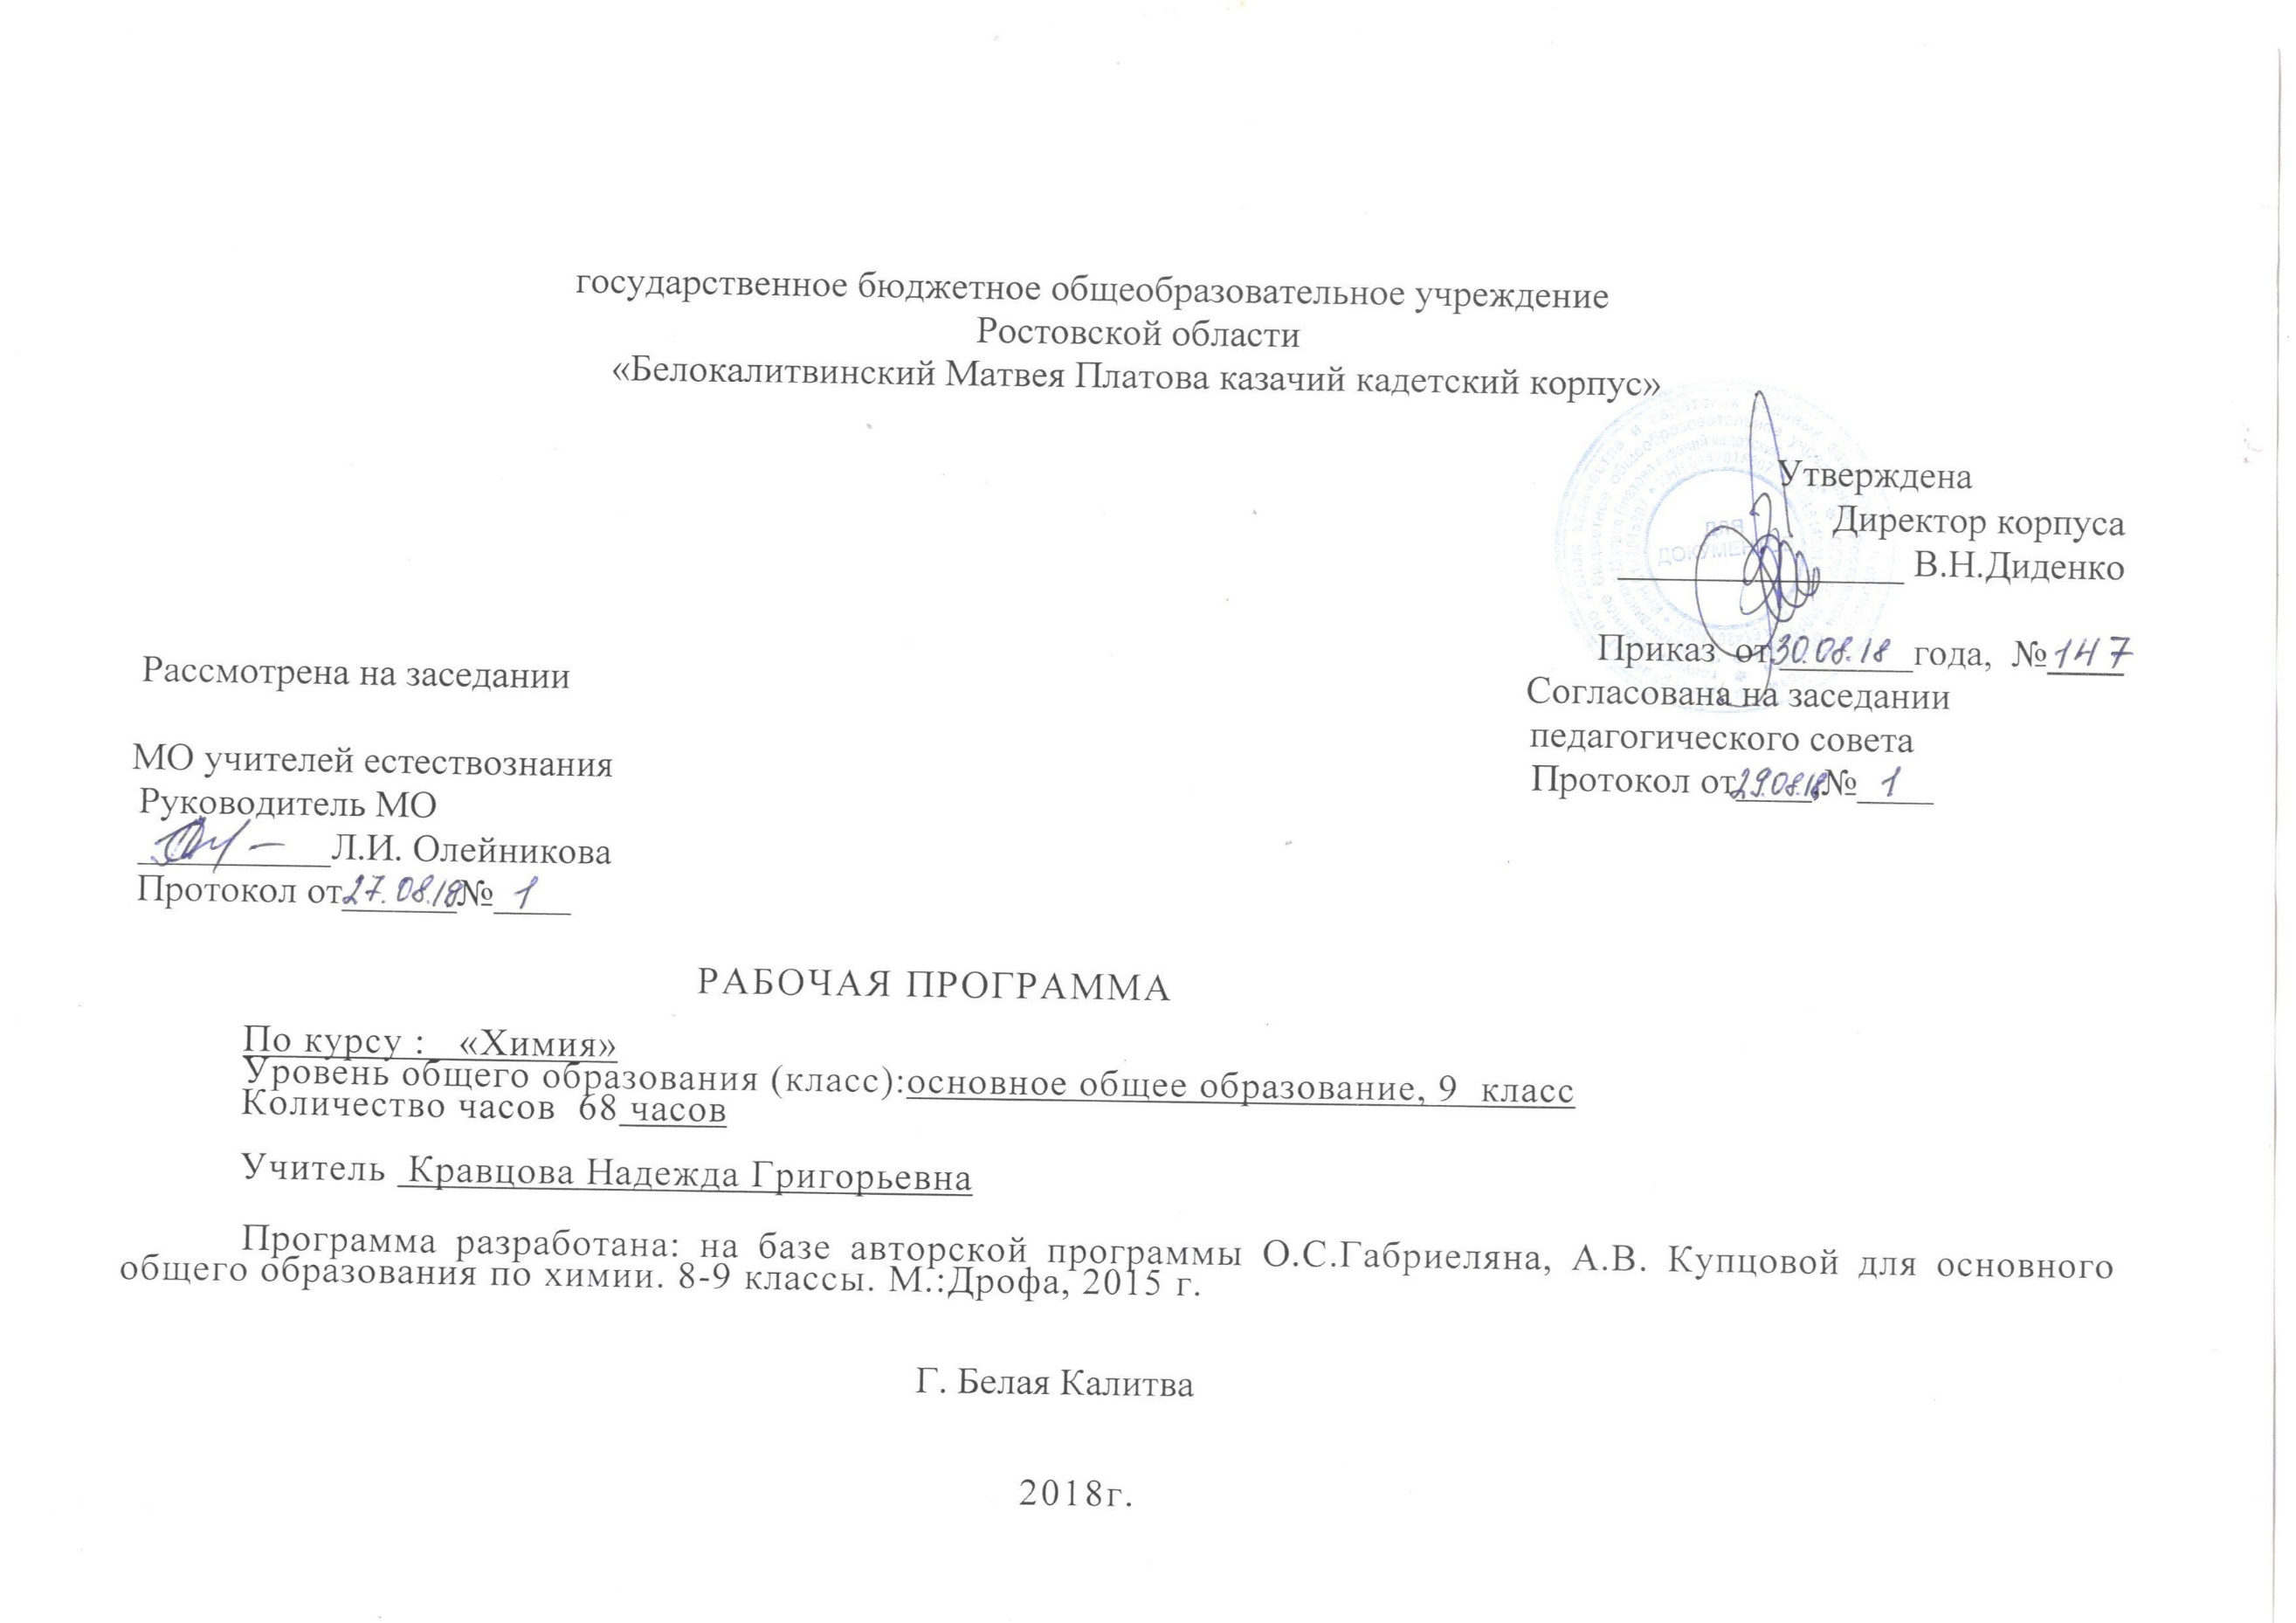 государственное бюджетное общеобразовательное учреждение
Ростовской области
«Белокалитвинский Матвея Платова казачий кадетский корпус»
Утверждена
Директор корпуса
В.Н.Диденко
Приказ от 30.08.18 года, № 147
Согласована на заседании
педагогического совета
Протокол от 29.08.18 № 1
Рассмотрена на заседании
МО учителей естествознания
Руководитель МО
Л.И. Олейникова
Протокол от 27.08.18 № 1
ДЛЯ
РАБОЧАЯ ПРОГРАММА
По курсу : «Химия»
Уровень общего образования (класс):основное общее образование, 9 класс
Количество часов 68 часов
Учитель Кравцова Надежда Григорьевна
Программа разработана: на базе авторской программы О.С.Габриеляна, А.В. Купцовой для основного
общего образования по химии. 8-9 классы. М.:Дрофа, 2015 г.
Г. Белая Калитва
2018г.